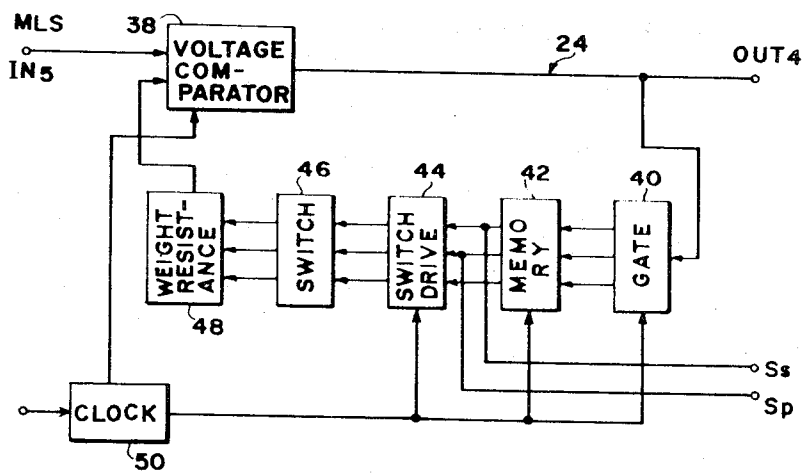 MLS
38
IN5
VOLTAGE
COM-
PARATOR
24
OUT4
46
44
42
40
WEIGHT
RESIST-
ANCE
SWITCH
SWITCH
DRIVE
MEMO
RY
GATE
48
Ss
Sp
CLOCK
50